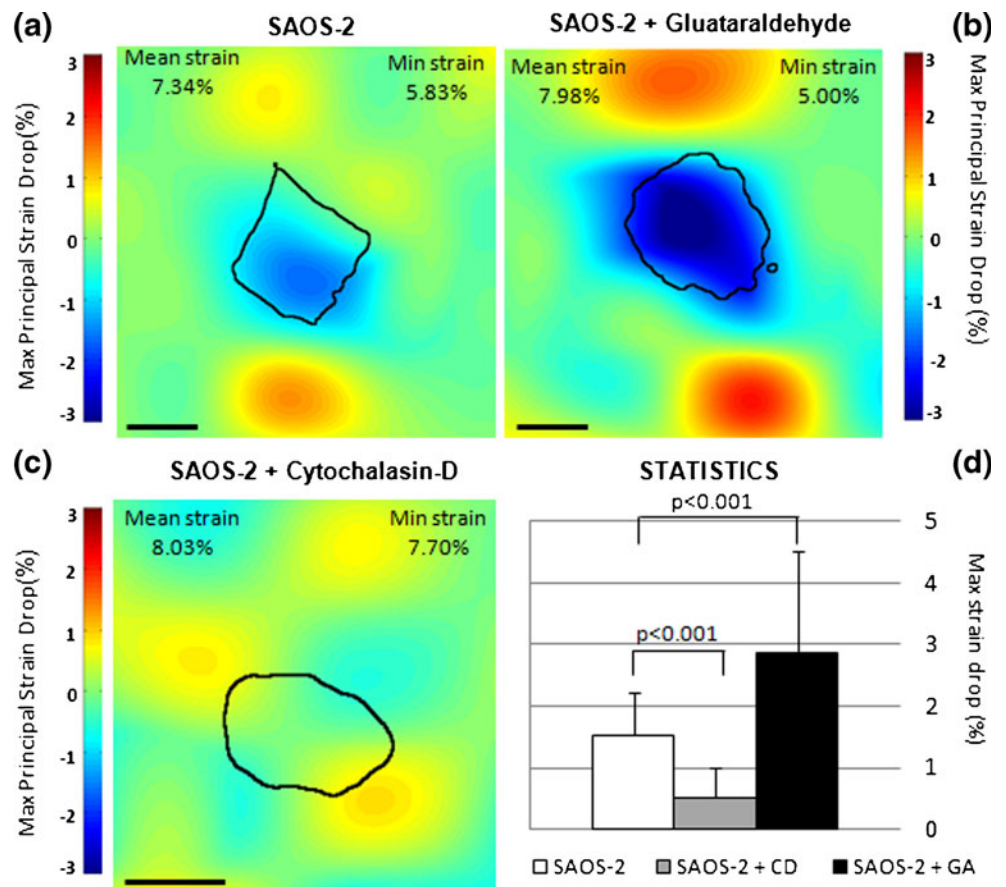 (a)
SAOS-2
SAOS-2 + Gluataraldehyde
(b)
Max Principal Strain Drop(%)
3
2
1
0
-1
-2
-3
Mean strain
7.34%
Min strain
5.83%
Mean strain
7.98%
Min strain
5.00%
3
2
1
0
-1
-2
-3
Max Principal Strain Drop (%)
(c)
SAOS-2 + Cytochalasin-D
Max Principal Strain Drop(%)
3
2
1
0
-1
-2
-3
Mean strain
8.03%
Min strain
7.70%
STATISTICS
(d)
p<0.001
p<0.001
5
4
3
2
1
0
Max strain drop (%)
SAOS-2
SAOS-2 + CD
SAOS-2 + GA